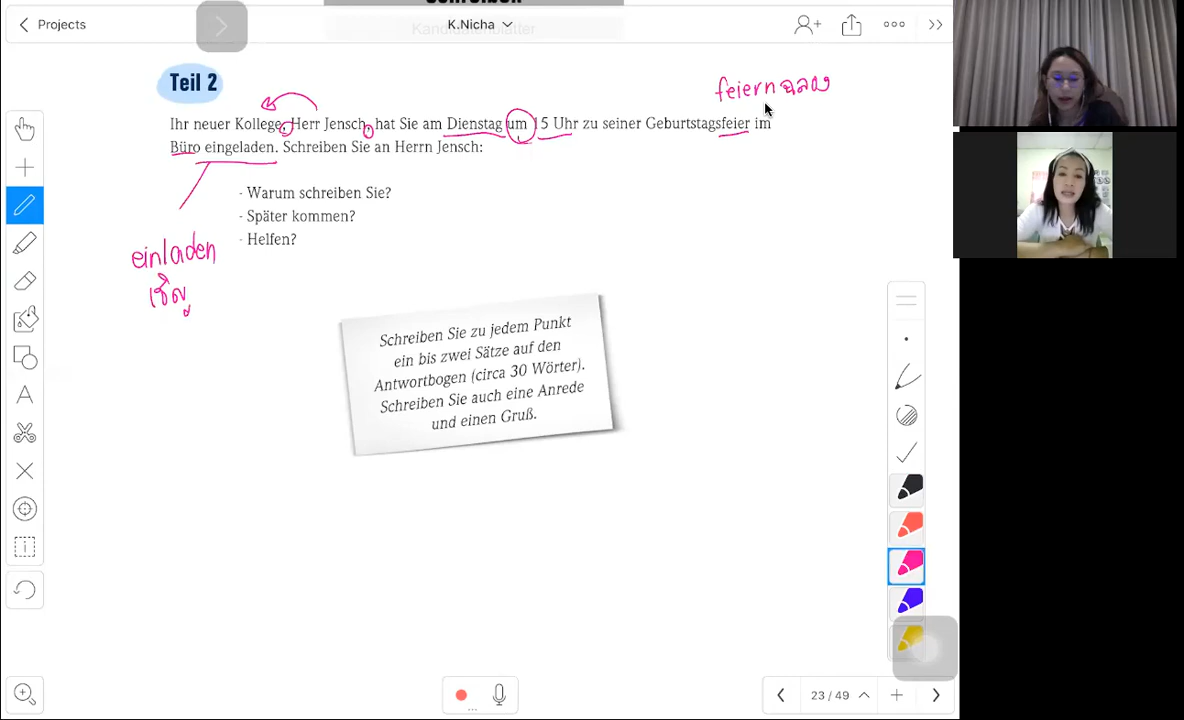 Schreiben
Projects
K.Nicha
Kandidatenblätter
Teil 2
feiern ฉลอง
Ihr neuer Kollege, Herr Jensch, hat Sie am Dienstag um 15 Uhr zu seiner Geburtstagsfeier im
Büro eingeladen. Schreiben Sie an Herrn Jensch:
- Warum schreiben Sie?
- Später kommen?
- Helfen?
einladen
เชิญ
Schreiben Sie zu jedem Punkt
ein bis zwei Sätze auf den
Antwortbogen (circa 30 Wörter).
Schreiben Sie auch eine Anrede
und einen Gruß.
23 / 49